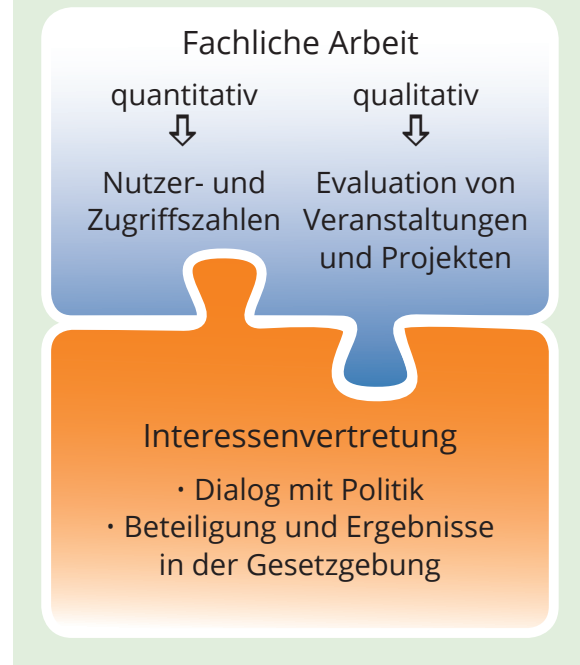 Fachliche Arbeit
quantitativ
⇩
Nutzer- und
Zugriffszahlen
qualitativ
⇩
Evaluation von
Veranstaltungen
und Projekten
Interessenvertretung
· Dialog mit Politik
· Beteiligung und Ergebnisse
in der Gesetzgebung